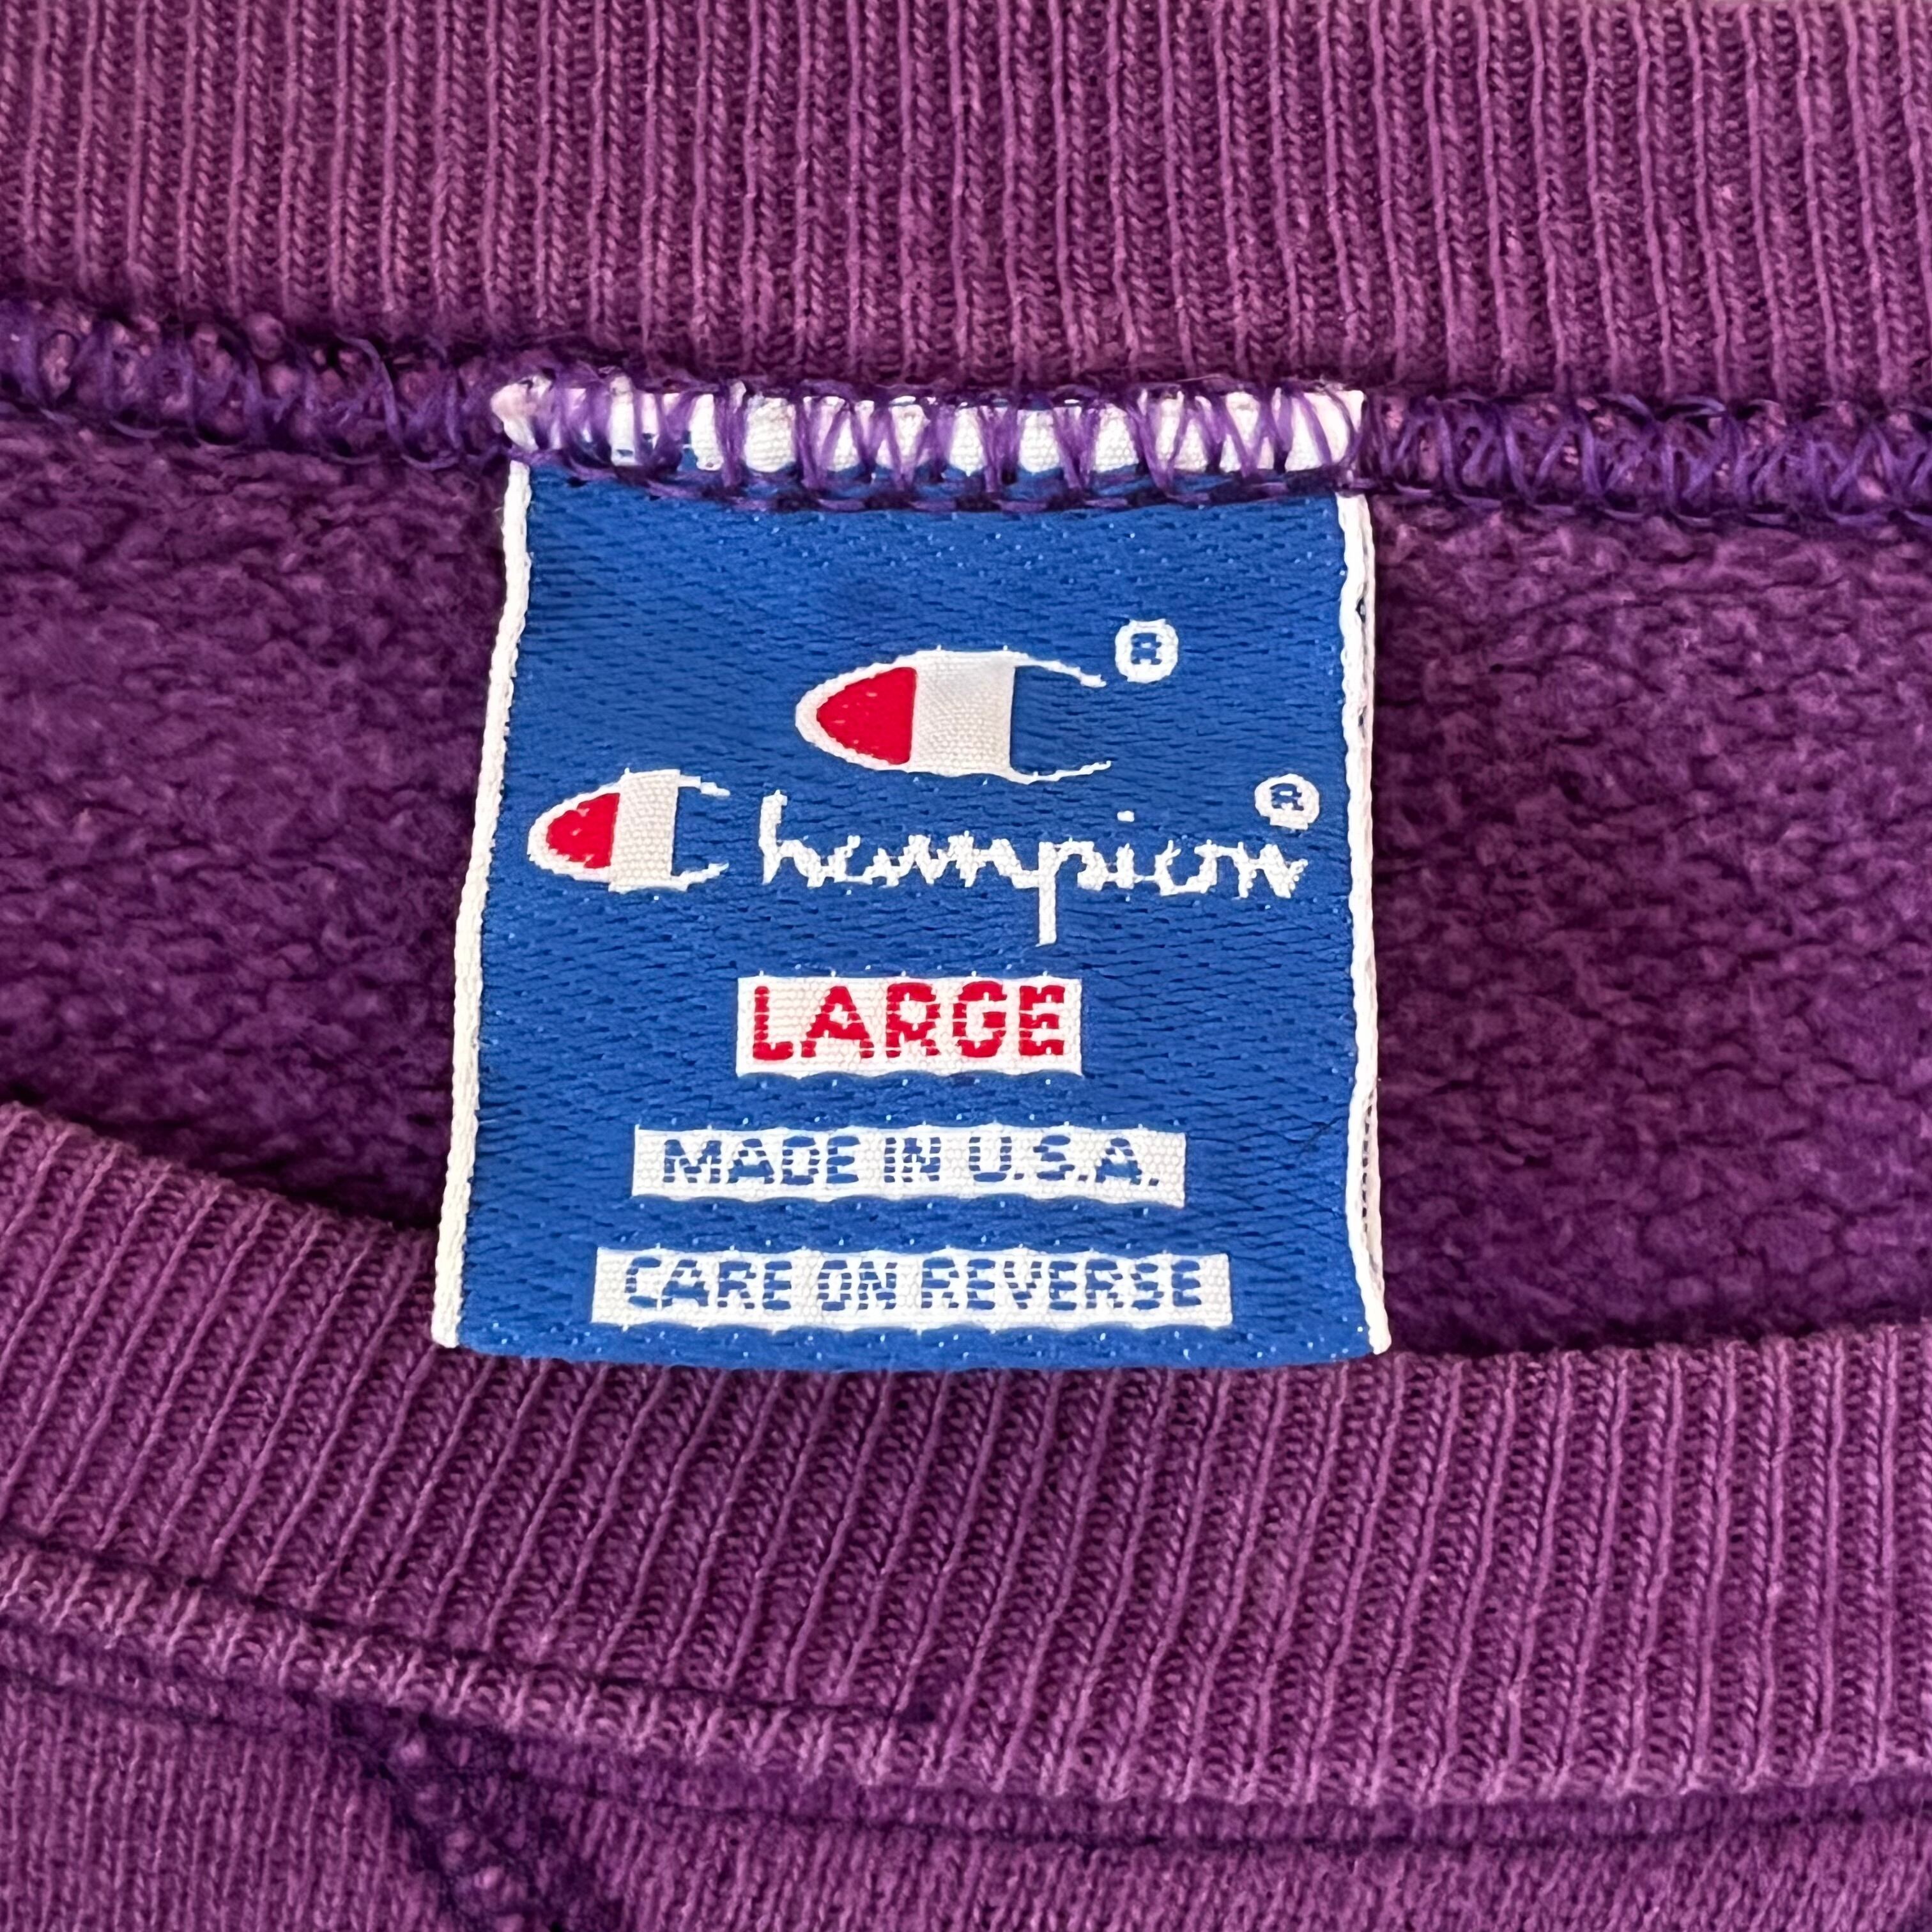 C®
Champion®
LARGE
MADE IN U.S.A.
CARE ON REVERSE